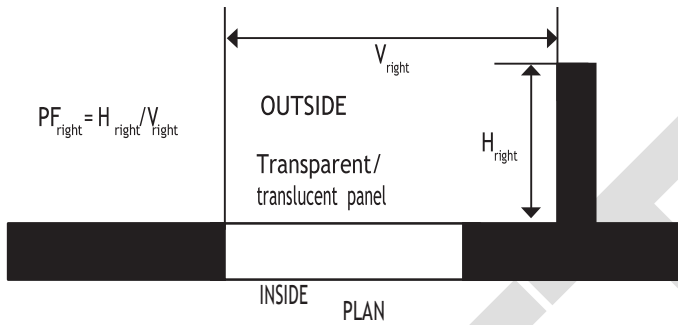 V right
OUTSIDE
PF right = H right/V right
H right
Transparent/
translucent panel
INSIDE
PLAN